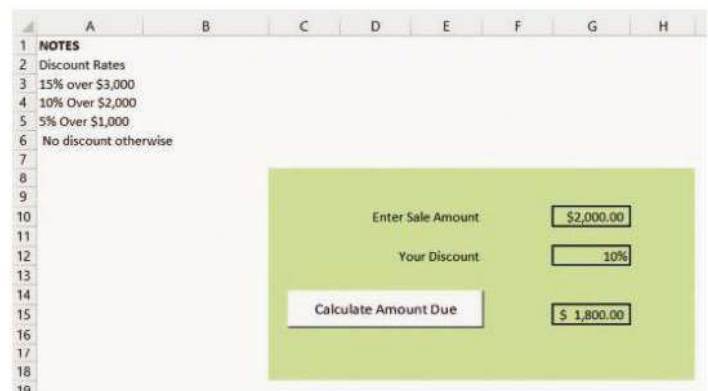 A B C D E F G H
1 NOTES
2 Discount Rates
3 15% over $3,000
4 10% Over $2,000
5 5% Over $1,000
6 No discount otherwise
7
8
9
10 Enter Sale Amount $2,000.00
11
12 Your Discount 10%
13
14
15 Calculate Amount Due $ 1,800.00
16
17
18
19